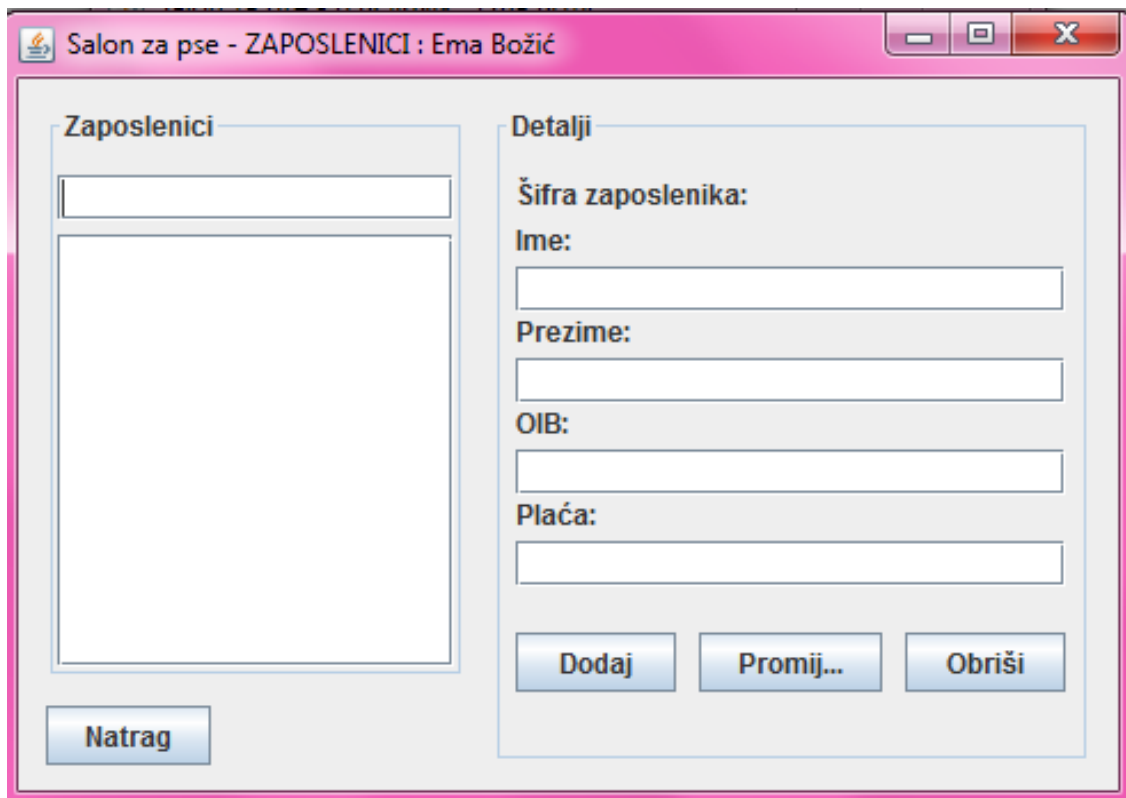 Salon za pse - ZAPOSLENICI : Ema Božić
Zaposlenici
Detalji
Šifra zaposlenika:
Ime:
Prezime:
OIB:
Plaća:
Dodaj
Promij...
Obriši
Natrag